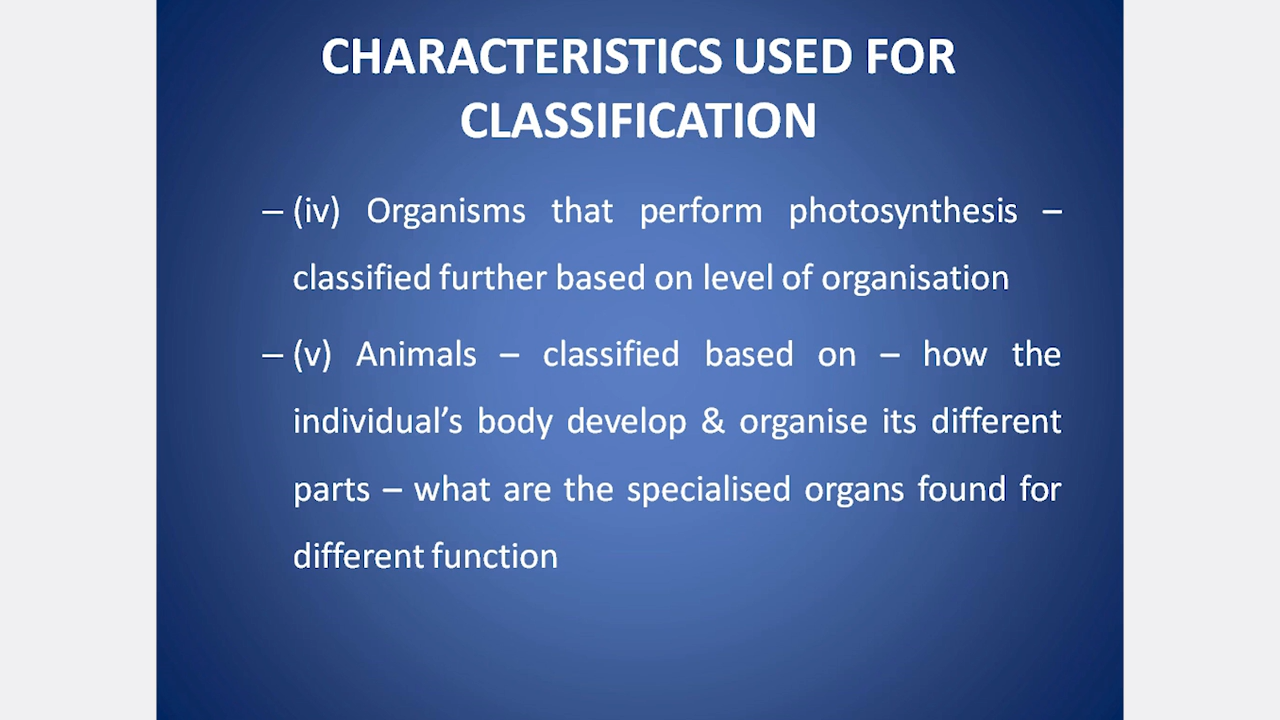 CHARACTERISTICS USED FOR
CLASSIFICATION
– (iv) Organisms that perform photosynthesis –
classified further based on level of organisation
– (v) Animals – classified based on – how the
individual’s body develop & organise its different
parts – what are the specialised organs found for
different function